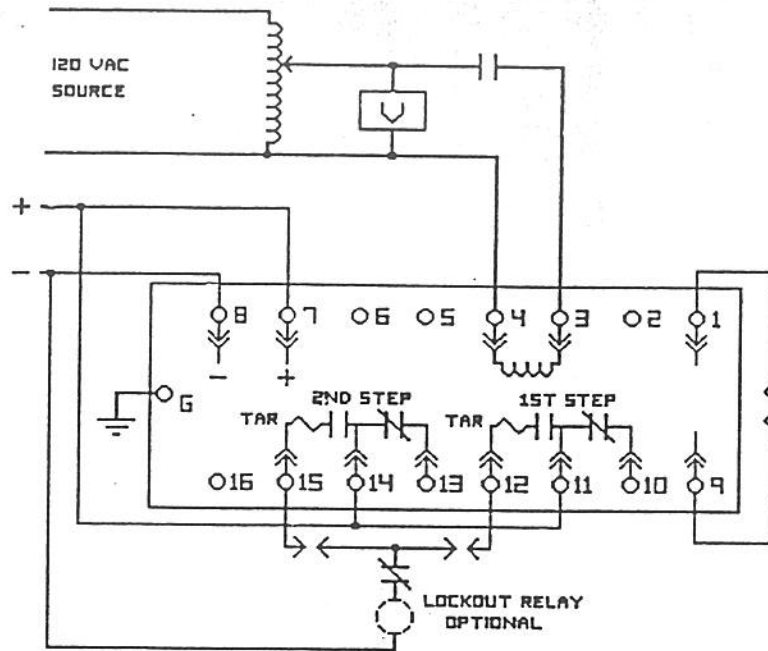 120 VAC
SOURCE
V
+
-
8 7 6 5 4 3 2 1
- +
G
2ND STEP 1ST STEP
TAR TAR
16 15 14 13 12 11 10 9
LOCKOUT RELAY
OPTIONAL